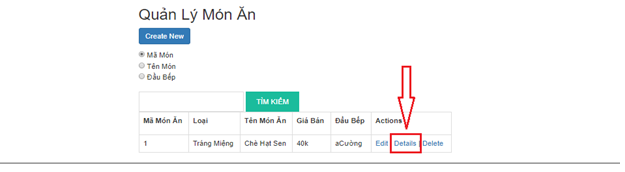 Quản Lý Món Ăn
Create New
Mã Món
Tên Món
Đầu Bếp
TÌM KIẾM
Mã Món Ăn Loại Tên Món Ăn Giá Bán Đầu Bếp Actions
1 Tráng Miệng Chè Hạt Sen 40k aCường Edit | Details | Delete